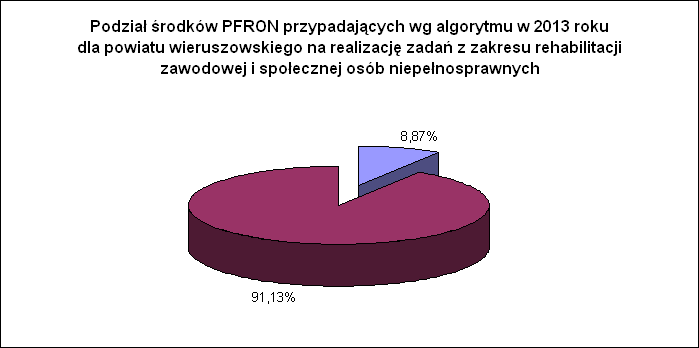 Podział środków PFRON przypadających wg algorytmu w 2013 roku
dla powiatu wieruszowskiego na realizację zadań z zakresu rehabilitacji
zawodowej i społecznej osób niepełnosprawnych
8,87%
91,13%